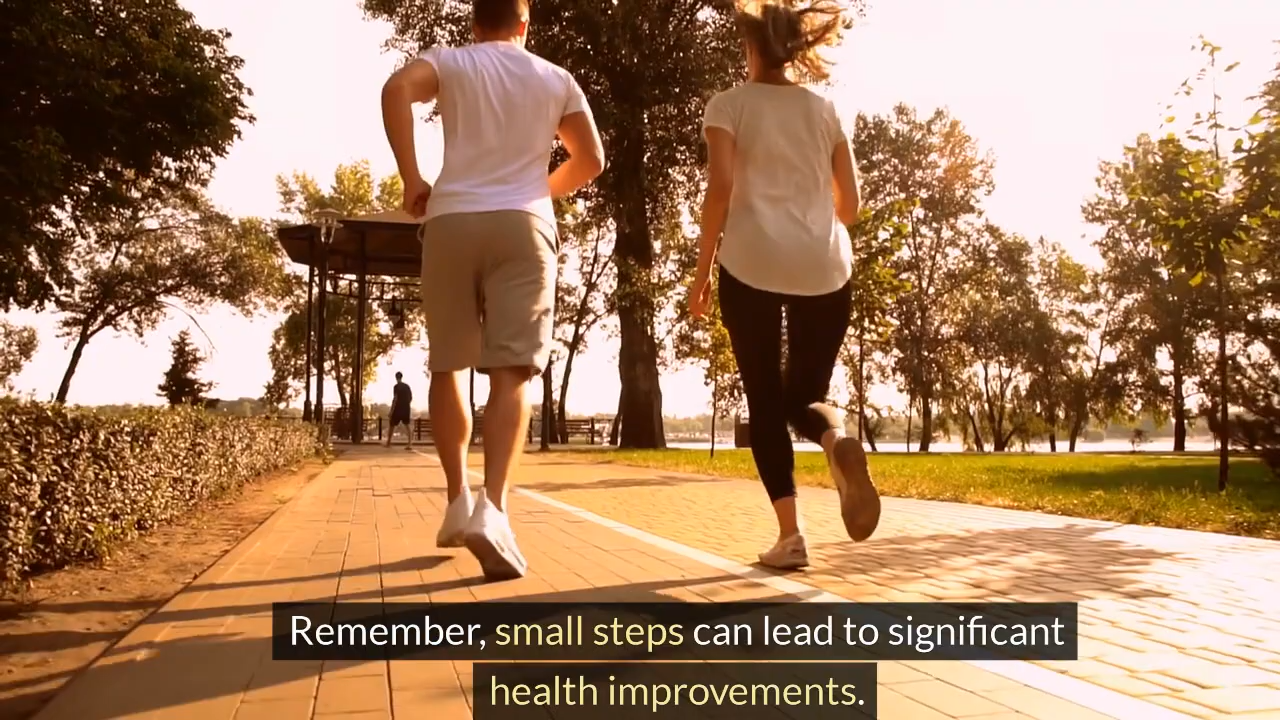 Remember, small steps can lead to significant
health improvements.